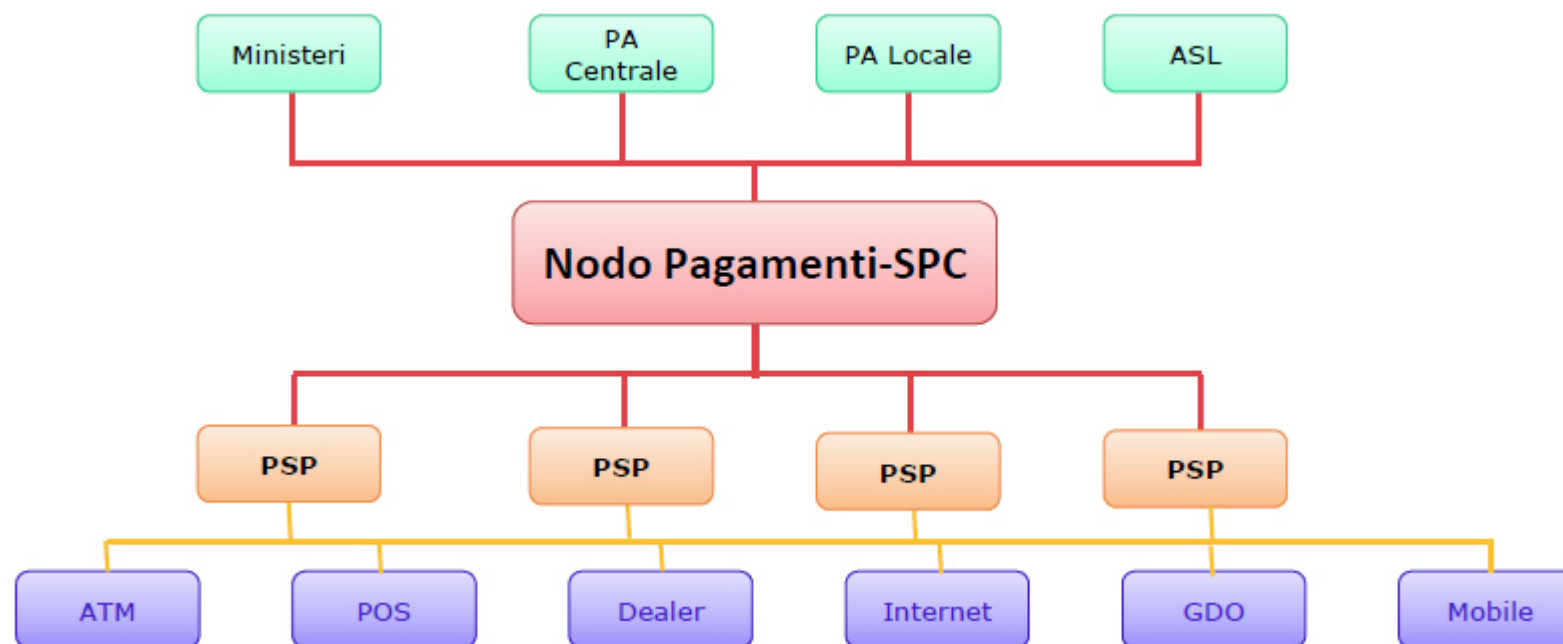 Ministeri
PA
Centrale
PA Locale
ASL
Nodo Pagamenti-SPC
PSP
PSP
PSP
PSP
ATM
POS
Dealer
Internet
GDO
Mobile